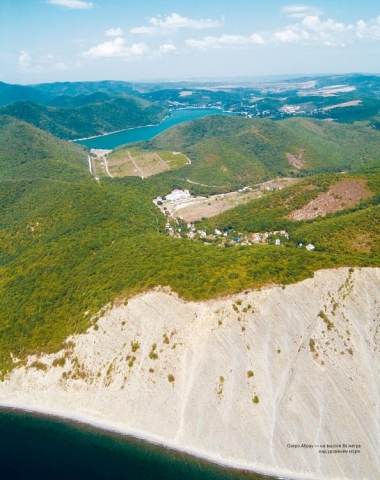 Озеро Абрау — на высоте 84 метра
над уровнем моря.